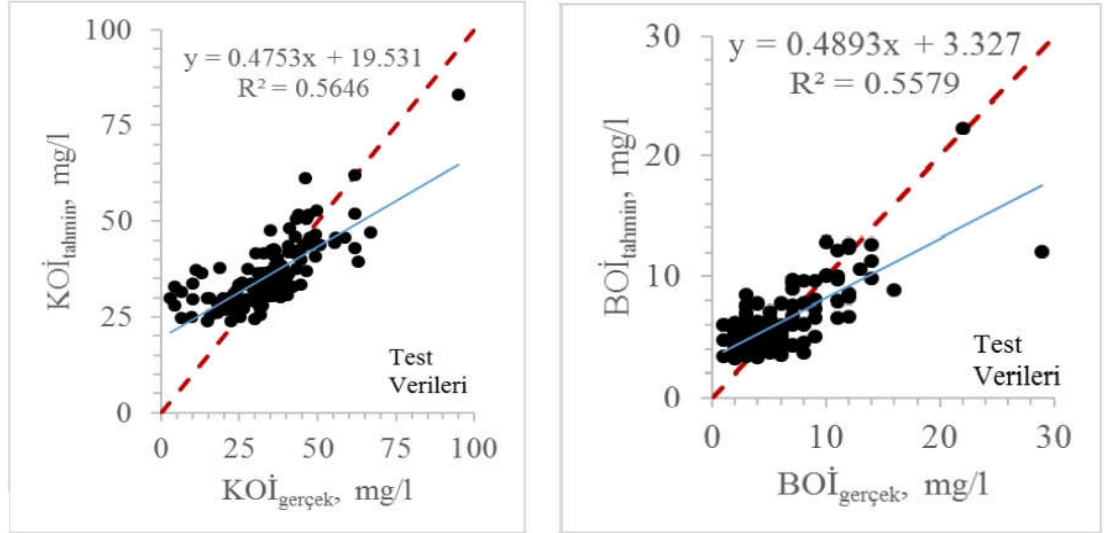 100
75
50
25
0
y = 0.4753x + 19.531
R² = 0.5646
KOİtahmin, mg/l
Test
Verileri
0 25 50 75 100
KOİgerçek, mg/l
30
20
10
0
y = 0.4893x + 3.327
R² = 0.5579
BOİtahmin, mg/l
Test
Verileri
0 10 20 30
BOİgerçek, mg/l